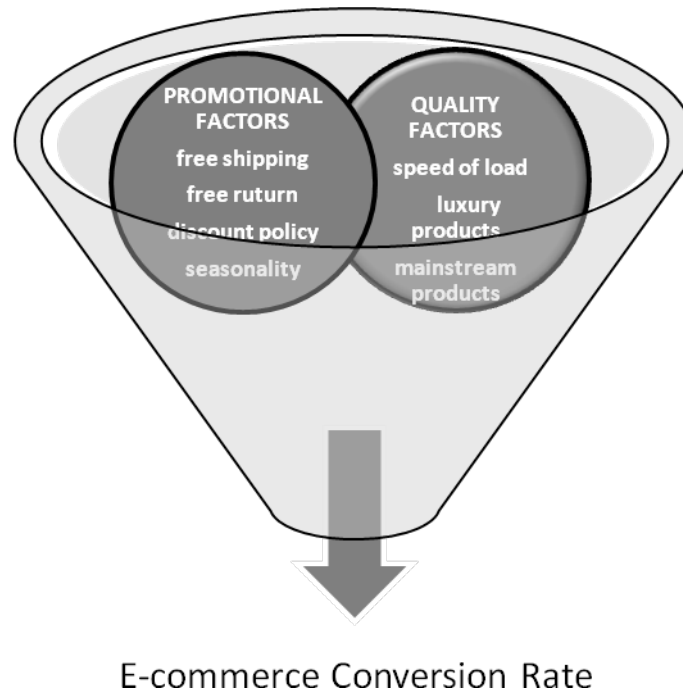 PROMOTIONAL
FACTORS
free shipping
free ruturn
discount policy
seasonality
QUALITY
FACTORS
speed of load
luxury
products
mainstream
products
E-commerce Conversion Rate